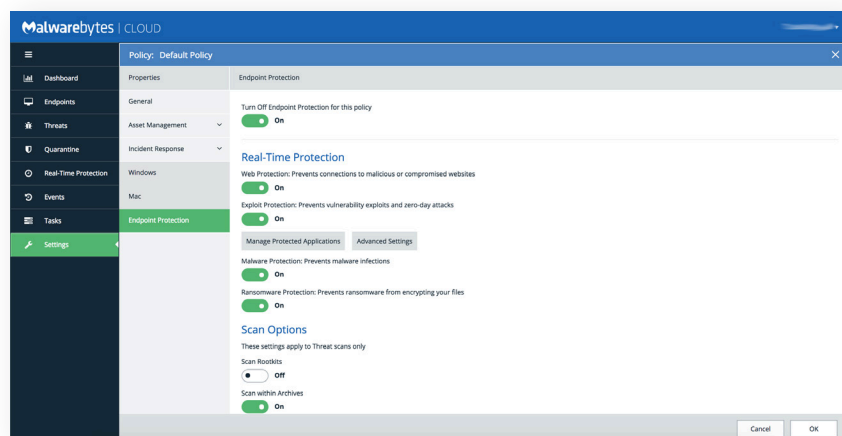 Malwarebytes | CLOUD
Policy: Default Policy
Dashboard
Endpoints
Threats
Quarantine
Real-Time Protection
Events
Tasks
Settings
Properties
General
Asset Management
Incident Response
Windows
Mac
Endpoint Protection
Endpoint Protection
Turn Off Endpoint Protection for this policy
On
Real-Time Protection
Web Protection: Prevents connections to malicious or compromised websites
On
Exploit Protection: Prevents vulnerability exploits and zero-day attacks
On
Manage Protected Applications Advanced Settings
Malware Protection: Prevents malware infections
On
Ransomware Protection: Prevents ransomware from encrypting your files
On
Scan Options
These settings apply to Threat scans only
Scan Rootkits
Off
Scan within Archives
On
Cancel OK